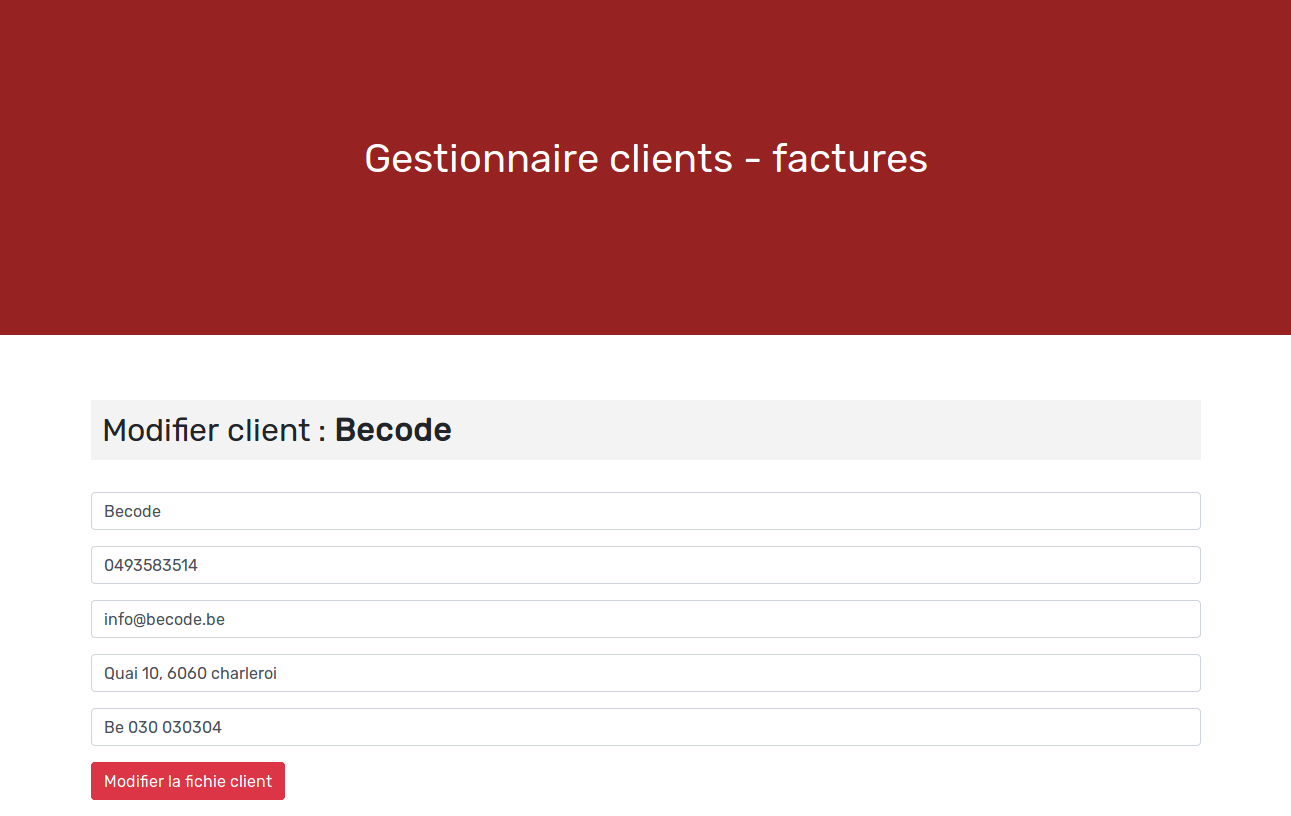 Gestionnaire clients - factures
Modifier client : Becode
Becode
0493583514
info@becode.be
Quai 10, 6060 charleroi
Be 030 030304
Modifier la fichie client